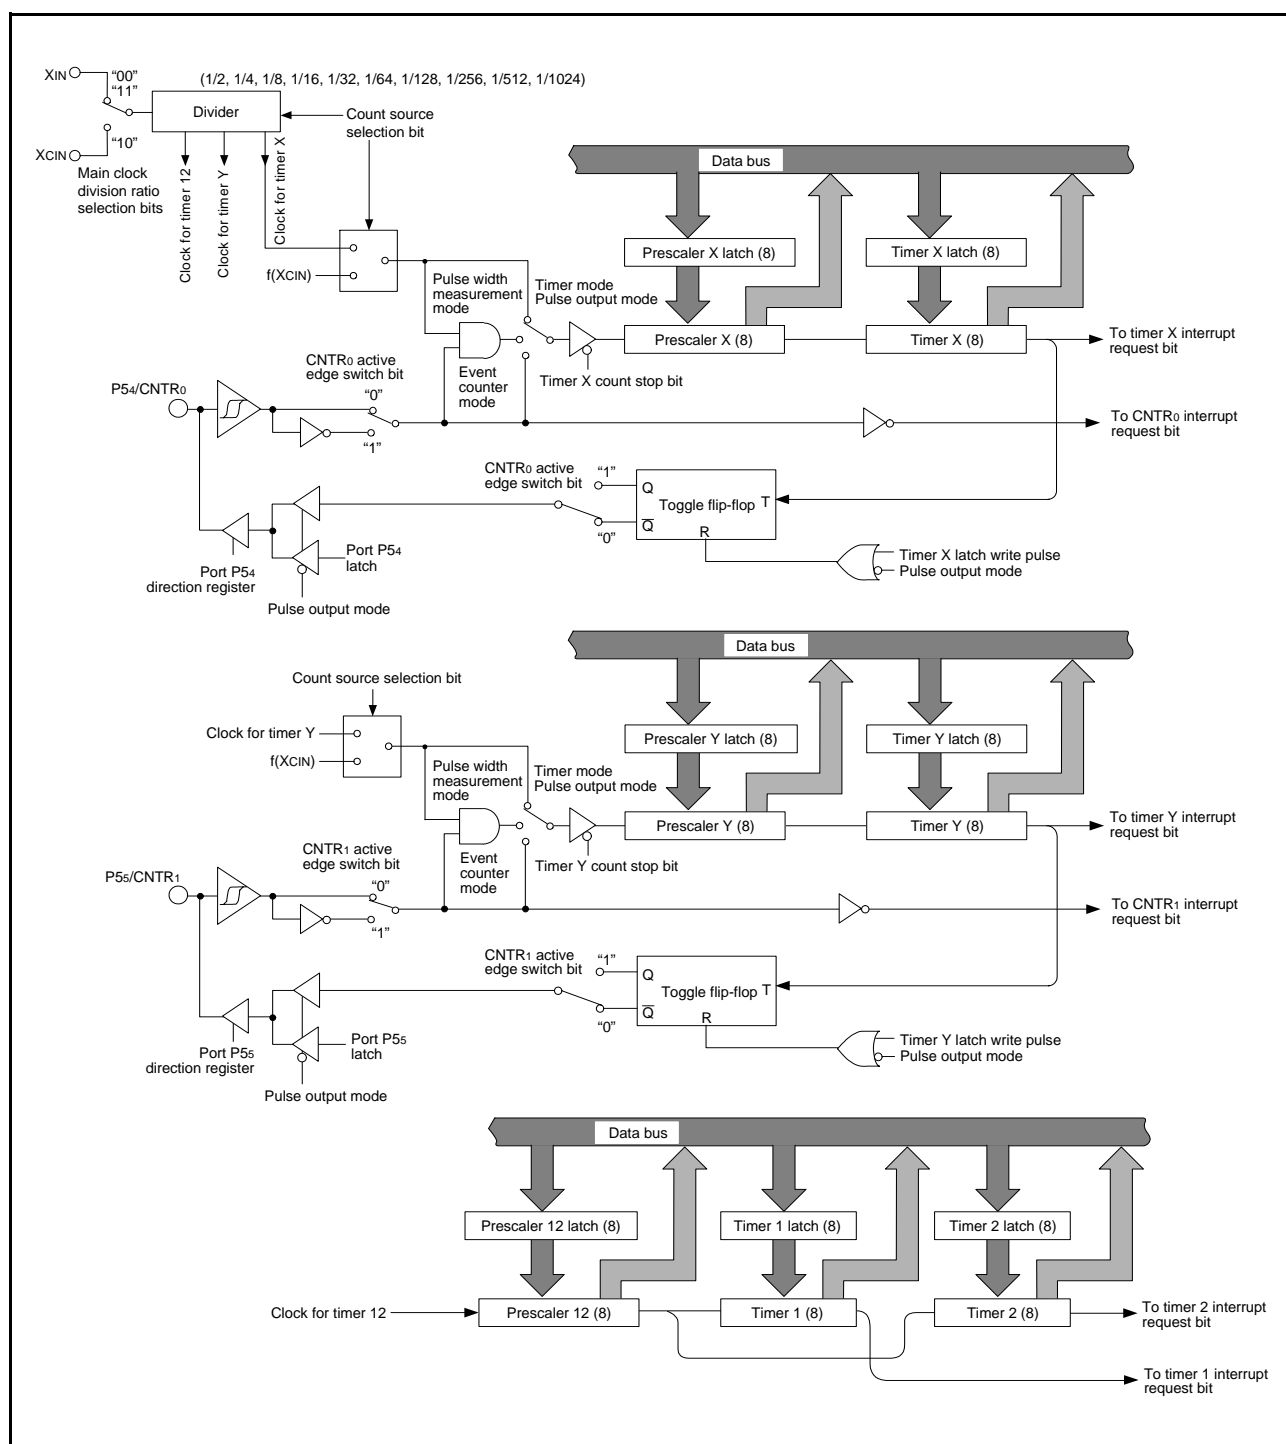 XIN
“00”
“11”
(1/2, 1/4, 1/8, 1/16, 1/32, 1/64, 1/128, 1/256, 1/512, 1/1024)
Divider
Count source
selection bit
XCIN
“10”
Main clock
division ratio
selection bits
Clock for timer 12
Clock for timer Y
Clock for timer X
f(XCIN)
Data bus
Prescaler X latch (8)
Timer X latch (8)
Pulse width
measurement
mode
Timer mode
Pulse output mode
Prescaler X (8)
Timer X (8)
To timer X interrupt
request bit
CNTR0 active
edge switch bit
Event
counter
mode
Timer X count stop bit
P54/CNTR0
“0”
“1”
To CNTR0 interrupt
request bit
CNTR0 active
edge switch bit
“1”
Q
Toggle flip-flop
T
Q
R
“0”
Port P54
latch
Timer X latch write pulse
Pulse output mode
Port P54
direction register
Pulse output mode
Data bus
Count source selection bit
Clock for timer Y
f(XCIN)
Prescaler Y latch (8)
Timer Y latch (8)
Pulse width
measurement
mode
Timer mode
Pulse output mode
Prescaler Y (8)
Timer Y (8)
To timer Y interrupt
request bit
CNTR1 active
edge switch bit
Event
counter
mode
Timer Y count stop bit
P55/CNTR1
“0”
“1”
To CNTR1 interrupt
request bit
CNTR1 active
edge switch bit
“1”
Q
Toggle flip-flop
T
Q
R
“0”
Port P55
latch
Timer Y latch write pulse
Pulse output mode
Port P55
direction register
Pulse output mode
Data bus
Prescaler 12 latch (8)
Timer 1 latch (8)
Timer 2 latch (8)
Clock for timer 12
Prescaler 12 (8)
Timer 1 (8)
Timer 2 (8)
To timer 2 interrupt
request bit
To timer 1 interrupt
request bit